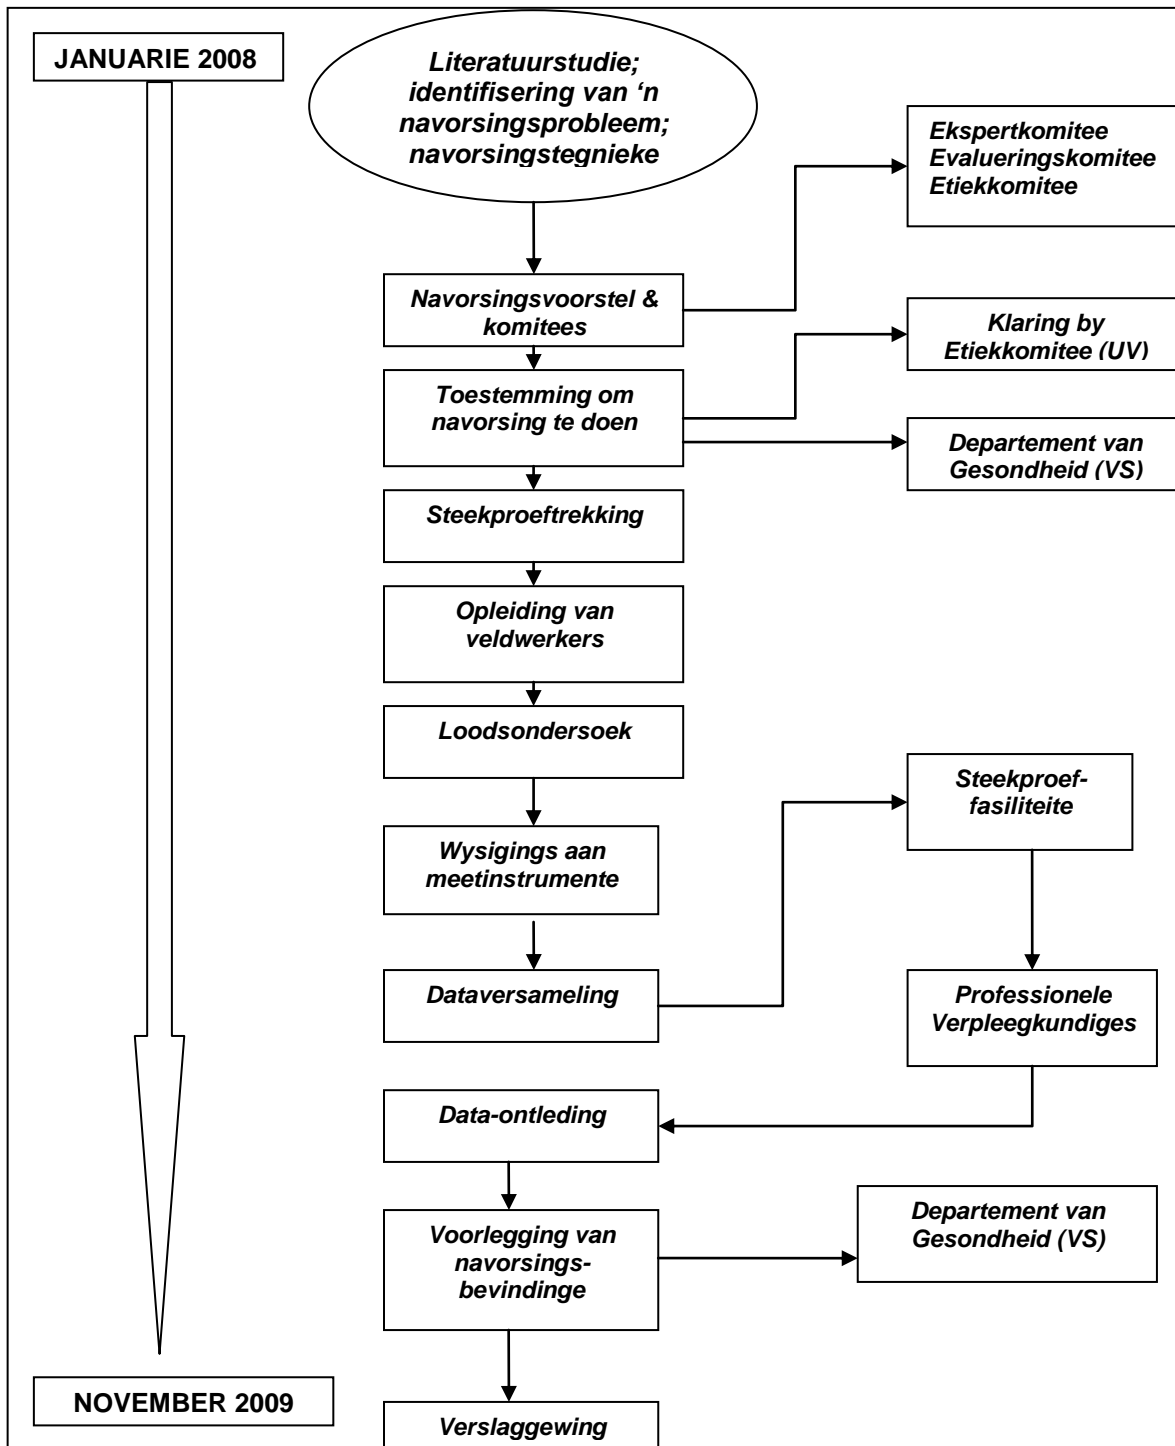 JANUARIE 2008
Literatuurstudie;
identifisering van ‘n
navorsingsprobleem;
navorsingstegnieke
Ekspertkomitee
Evalueringskomitee
Etiekkomitee
Navorsingsvoorstel &
komitees
Klaring by
Etiekkomitee (UV)
Toestemming om
navorsing te doen
Departement van
Gesondheid (VS)
Steekproeftrekking
Opleiding van
veldwerkers
Loodsondersoek
Steekproef-
fasiliteite
Wysigings aan
meetinstrumente
Dataversameling
Professionele
Verpleegkundiges
Data-ontleding
Voorlegging van
navorsings-
bevindinge
Departement van
Gesondheid (VS)
NOVEMBER 2009
Verslaggewing